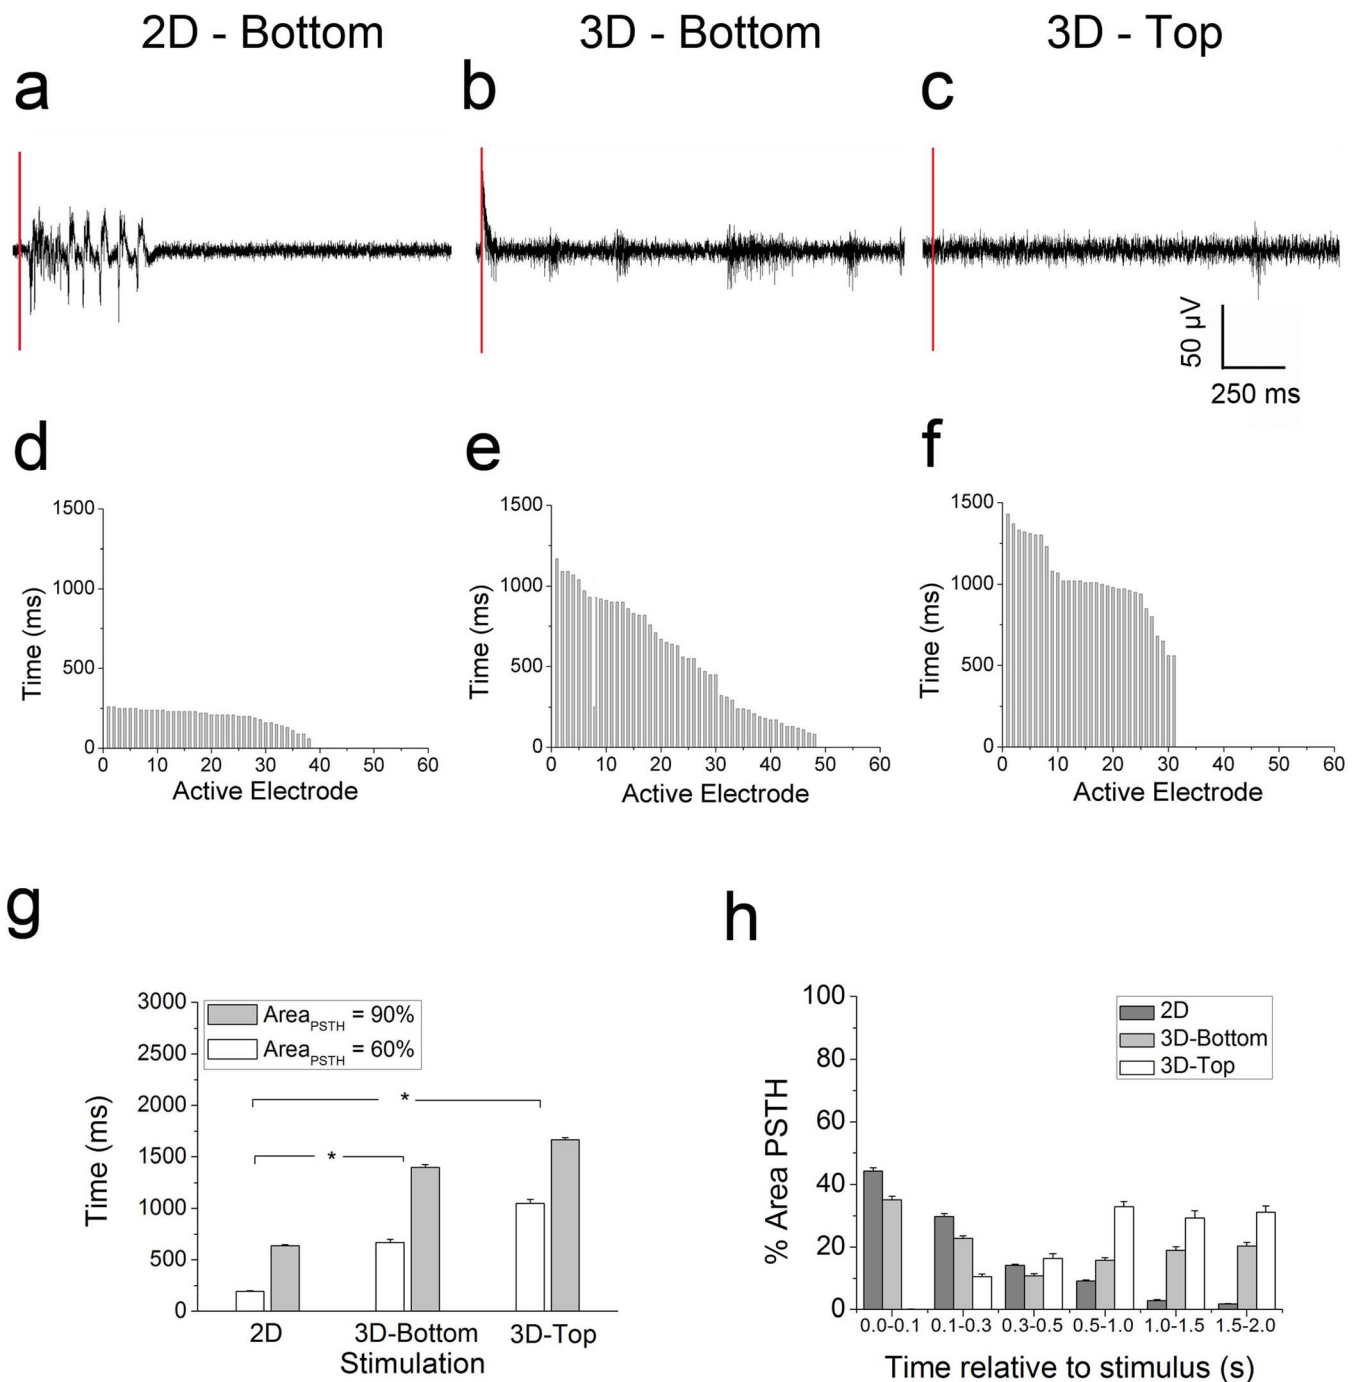 2D - Bottom
3D - Bottom
3D - Top
a
b
c
50 µV
250 ms
d
e
f
1500
1000
500
0
Time (ms)
0 10 20 30 40 50 60
Active Electrode
1500
1000
500
0
Time (ms)
0 10 20 30 40 50 60
Active Electrode
1500
1000
500
0
Time (ms)
0 10 20 30 40 50 60
Active Electrode
g
3000
2500
2000
1500
1000
500
0
Time (ms)
AreaPSTH = 90%
AreaPSTH = 60%
*
*
2D 3D-Bottom 3D-Top
Stimulation
h
100
80
60
40
20
0
% Area PSTH
2D
3D-Bottom
3D-Top
0.0-0.1 0.1-0.3 0.3-0.5 0.5-1.0 1.0-1.5 1.5-2.0
Time relative to stimulus (s)